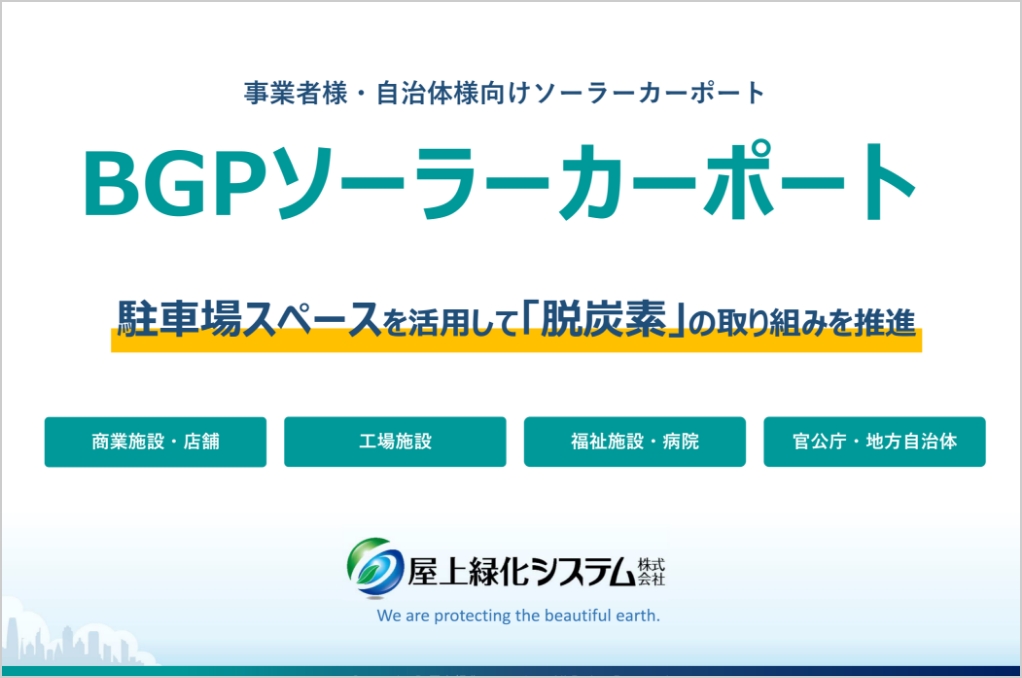 事業者様・自治体様向けソーラーカーポート
BGPソーラーカーポート
駐車場スペースを活用して「脱炭素」の取り組みを推進
商業施設・店舗
工場施設
福祉施設・病院
官公庁・地方自治体
屋上緑化システム株式会社
We are protecting the beautiful earth.